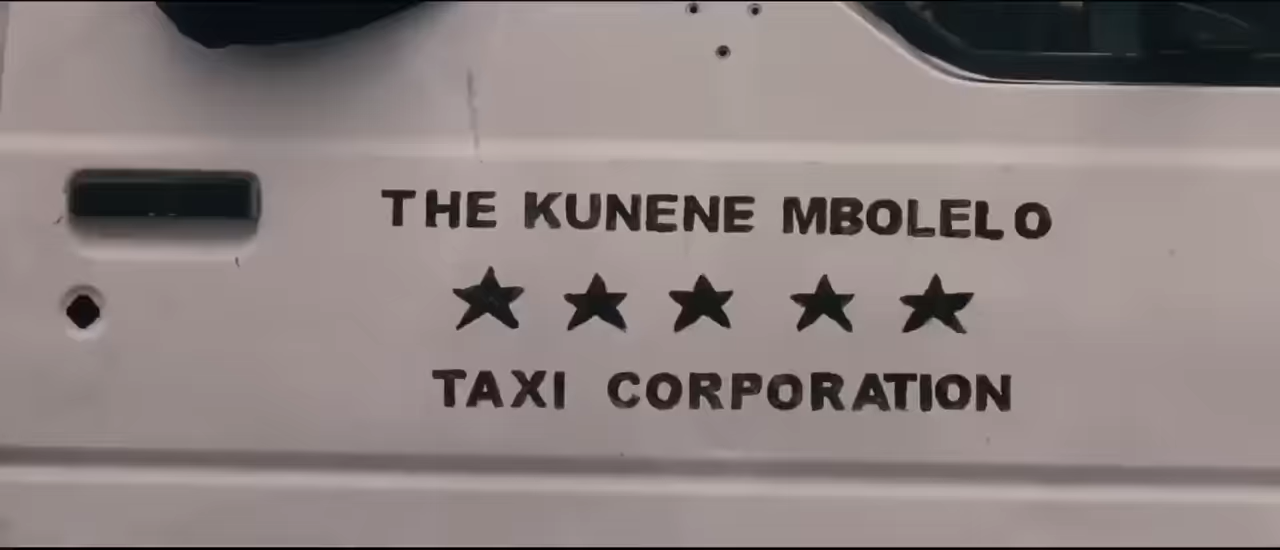 THE KUNENE MBOLELO
★ ★ ★ ★ ★
TAXI CORPORATION